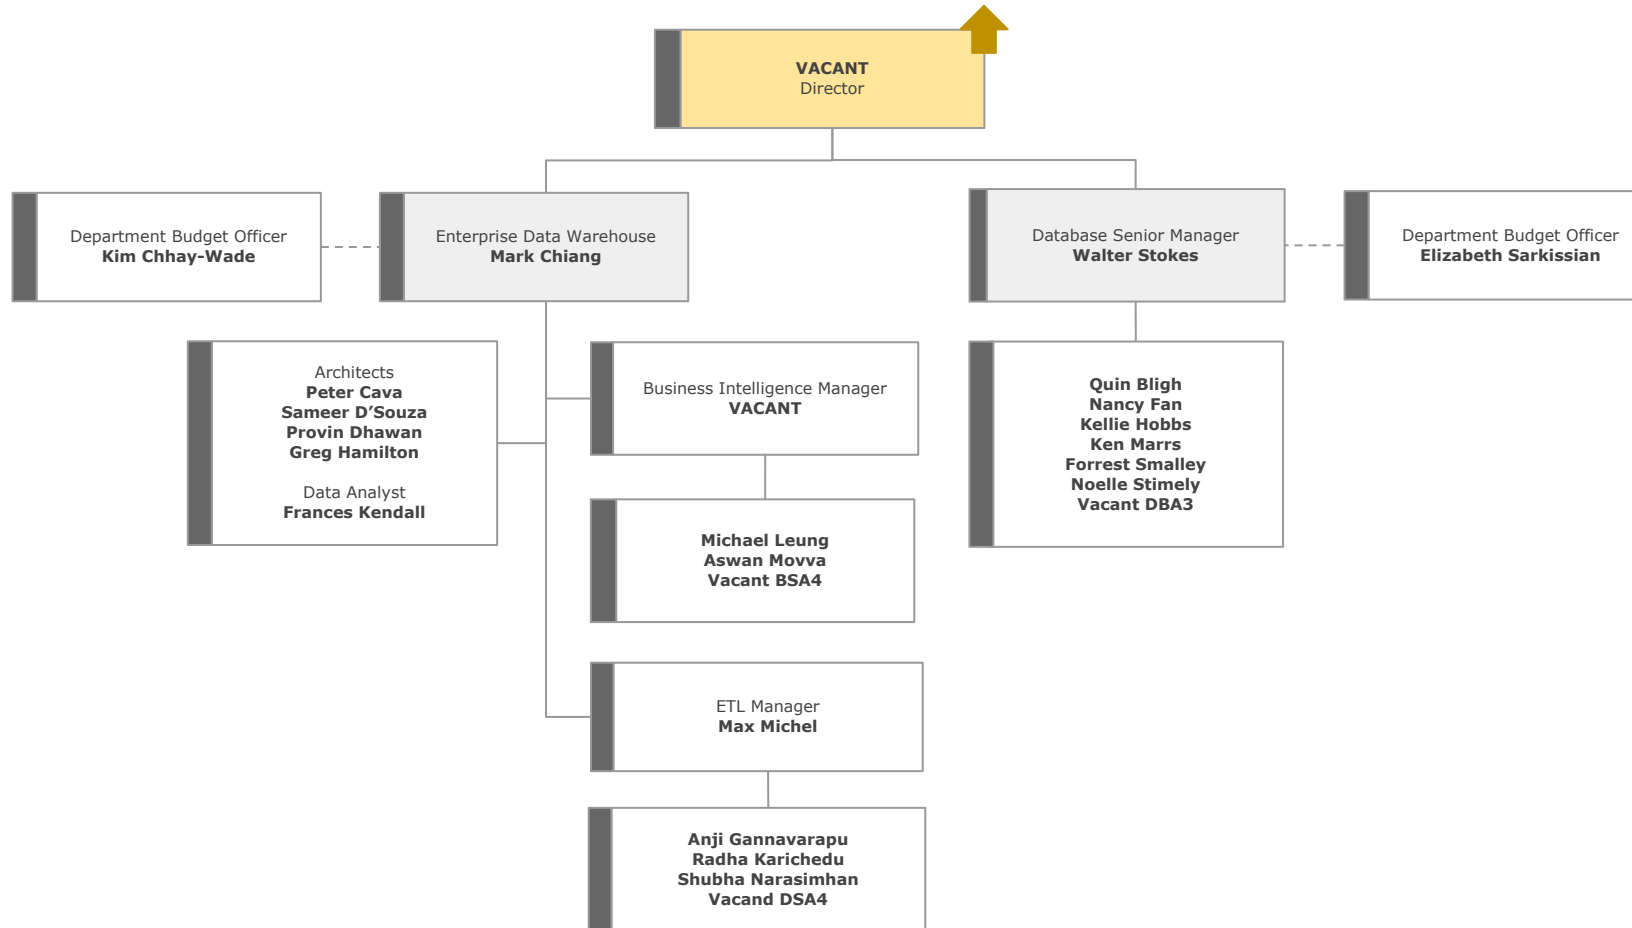 VACANT
Director
Department Budget Officer
Kim Chhay-Wade
Enterprise Data Warehouse
Mark Chiang
Database Senior Manager
Walter Stokes
Department Budget Officer
Elizabeth Sarkissian
Architects
Peter Cava
Sameer D’Souza
Provin Dhawan
Greg Hamilton
Data Analyst
Frances Kendall
Business Intelligence Manager
VACANT
Quin Bligh
Nancy Fan
Kellie Hobbs
Ken Marrs
Forrest Smalley
Noelle Stimely
Vacant DBA3
Michael Leung
Aswan Movva
Vacant BSA4
ETL Manager
Max Michel
Anji Gannavarapu
Radha Karichedu
Shubha Narasimhan
Vacand DSA4